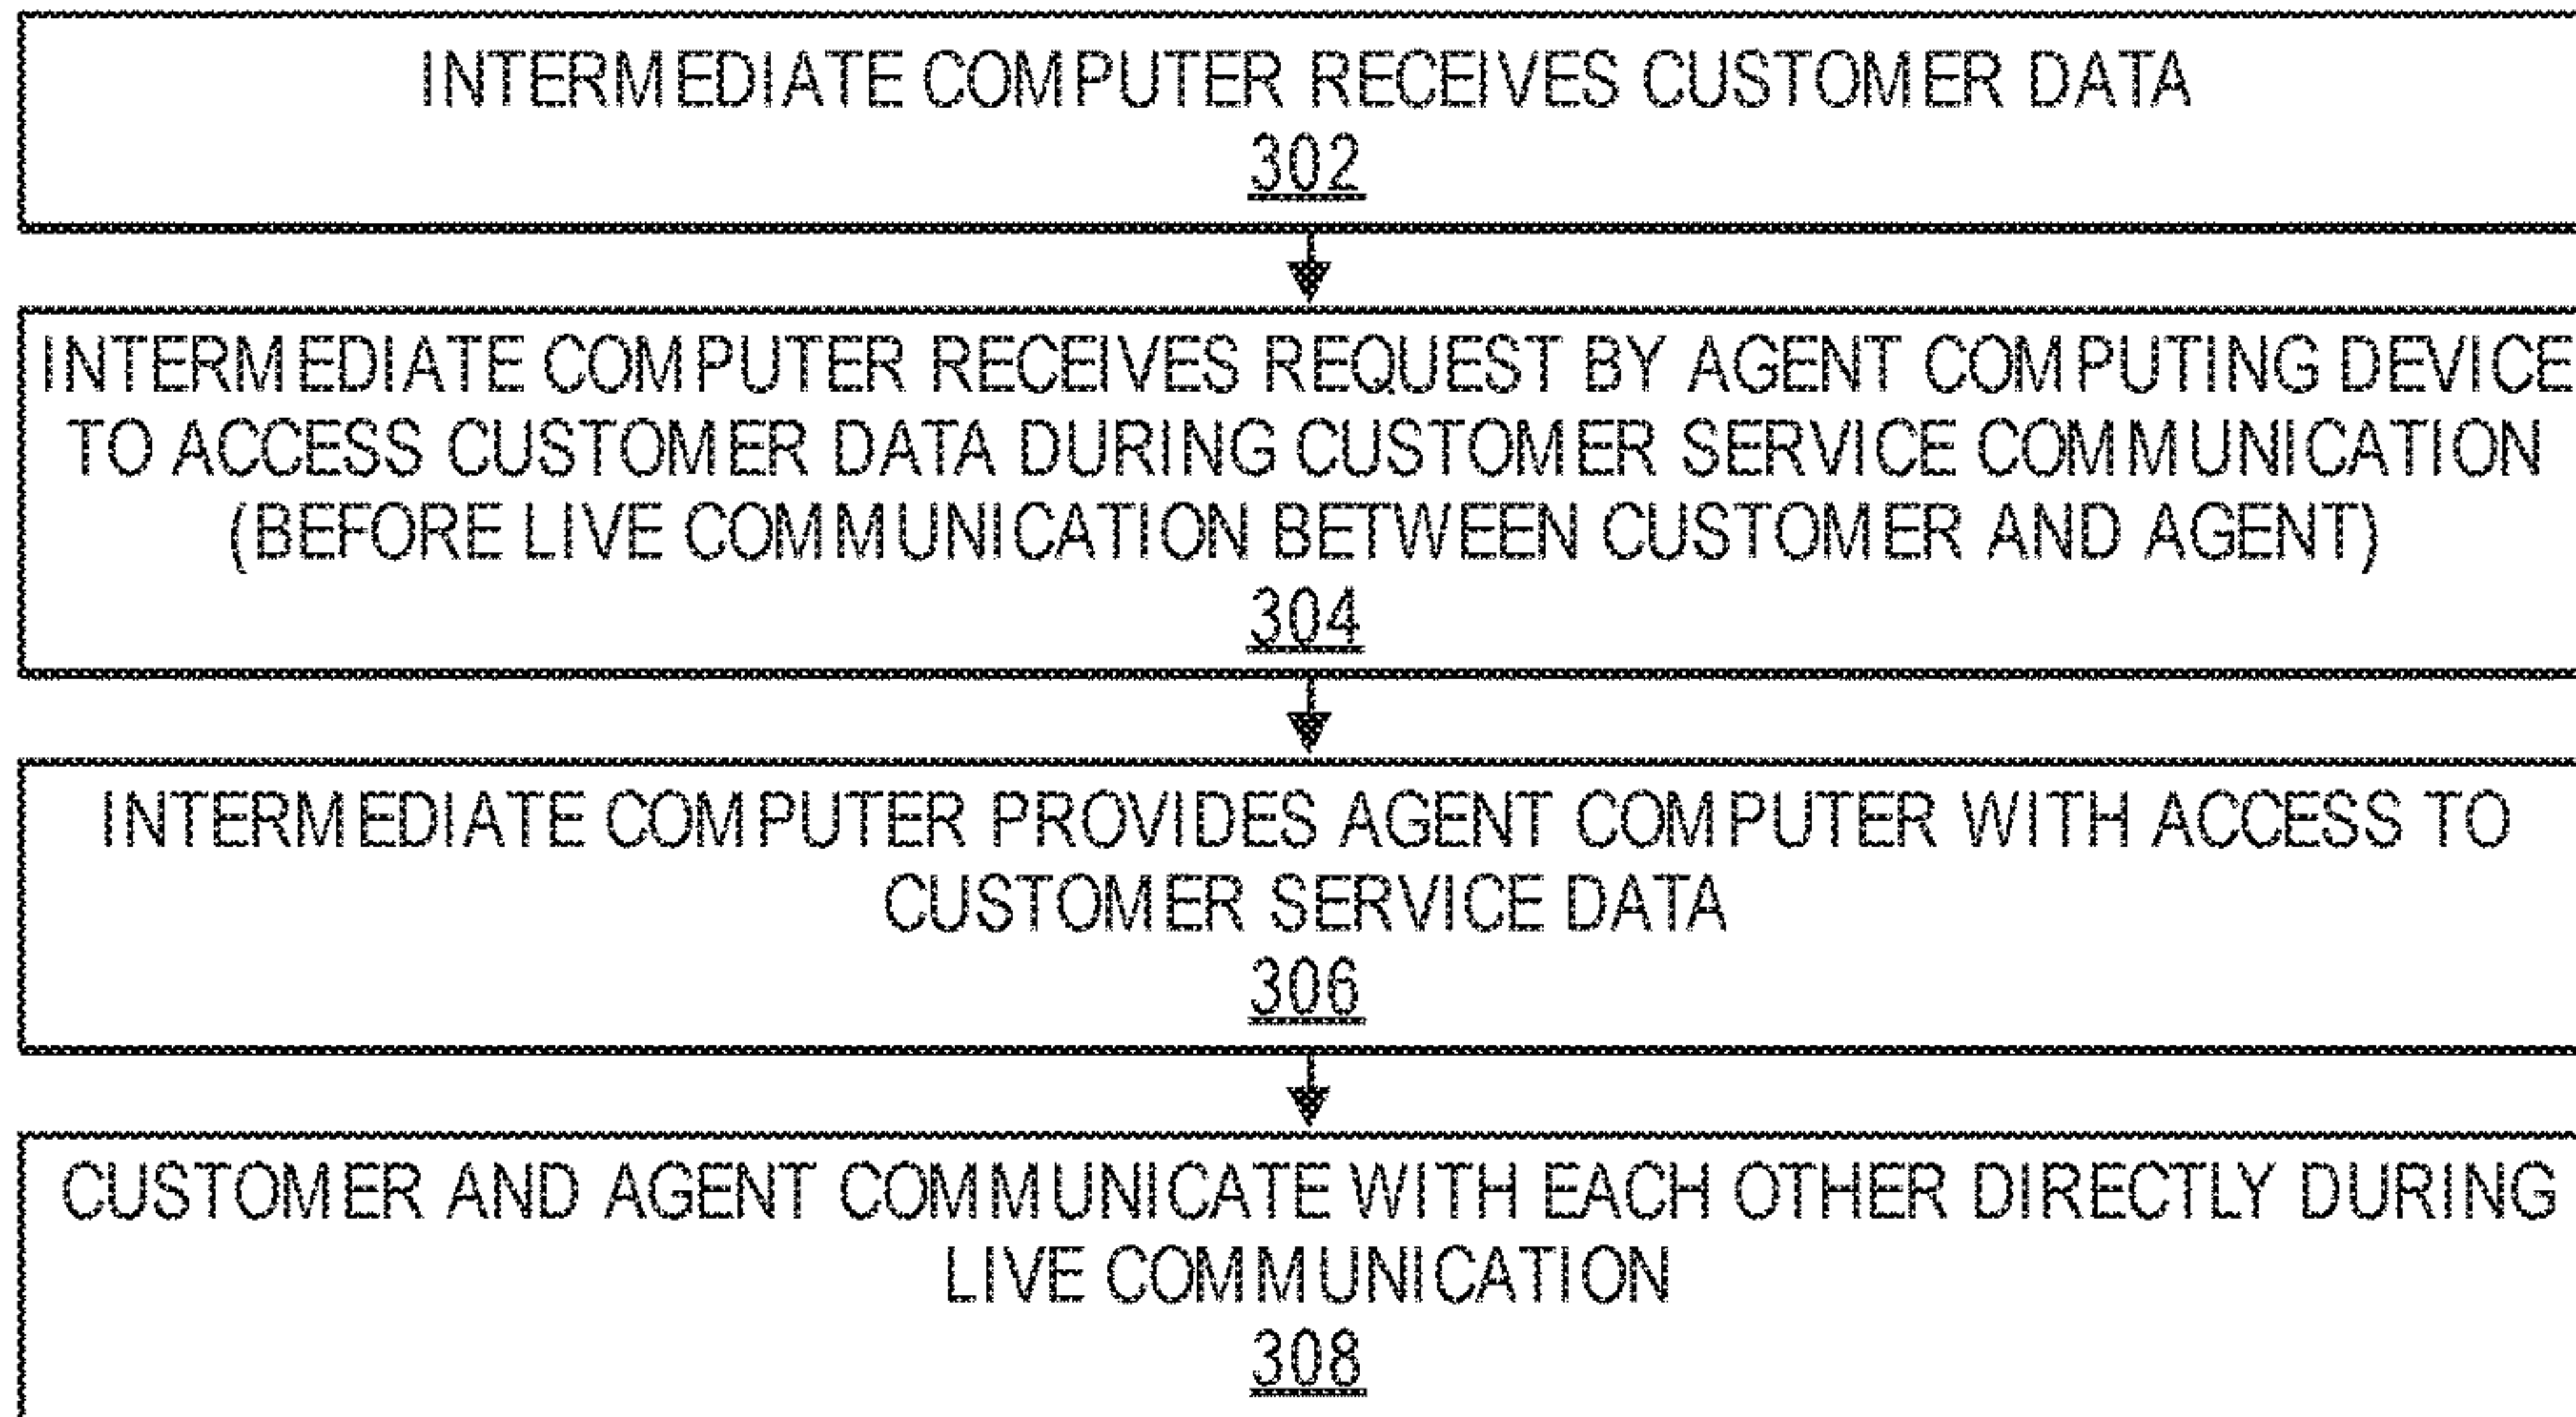 INTERMEDIATE COMPUTER RECEIVES CUSTOMER DATA
302
INTERMEDIATE COMPUTER RECEIVES REQUEST BY AGENT COMPUTING DEVICE
TO ACCESS CUSTOMER DATA DURING CUSTOMER SERVICE COMMUNICATION
(BEFORE LIVE COMMUNICATION BETWEEN CUSTOMER AND AGENT)
304
INTERMEDIATE COMPUTER PROVIDES AGENT COMPUTER WITH ACCESS TO
CUSTOMER SERVICE DATA
306
CUSTOMER AND AGENT COMMUNICATE WITH EACH OTHER DIRECTLY DURING
LIVE COMMUNICATION
308